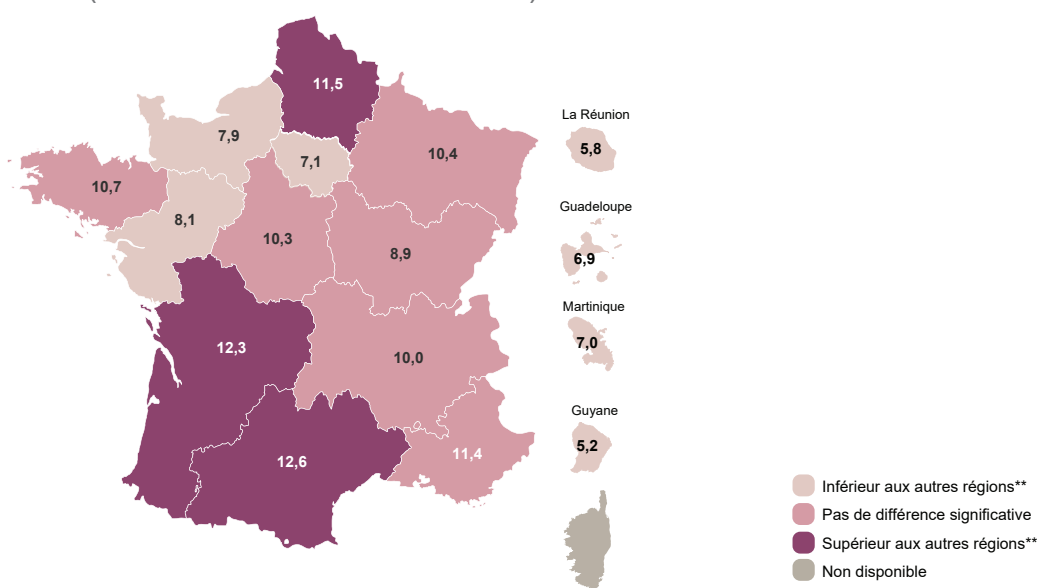 11,5
7,9
7,1
10,4
10,7
8,1
10,3
8,9
12,3
10,0
12,6
11,4
La Réunion
5,8
Guadeloupe
6,9
Martinique
7,0
Guyane
5,2
Inférieur aux autres régions**
Pas de différence significative
Supérieur aux autres régions**
Non disponible